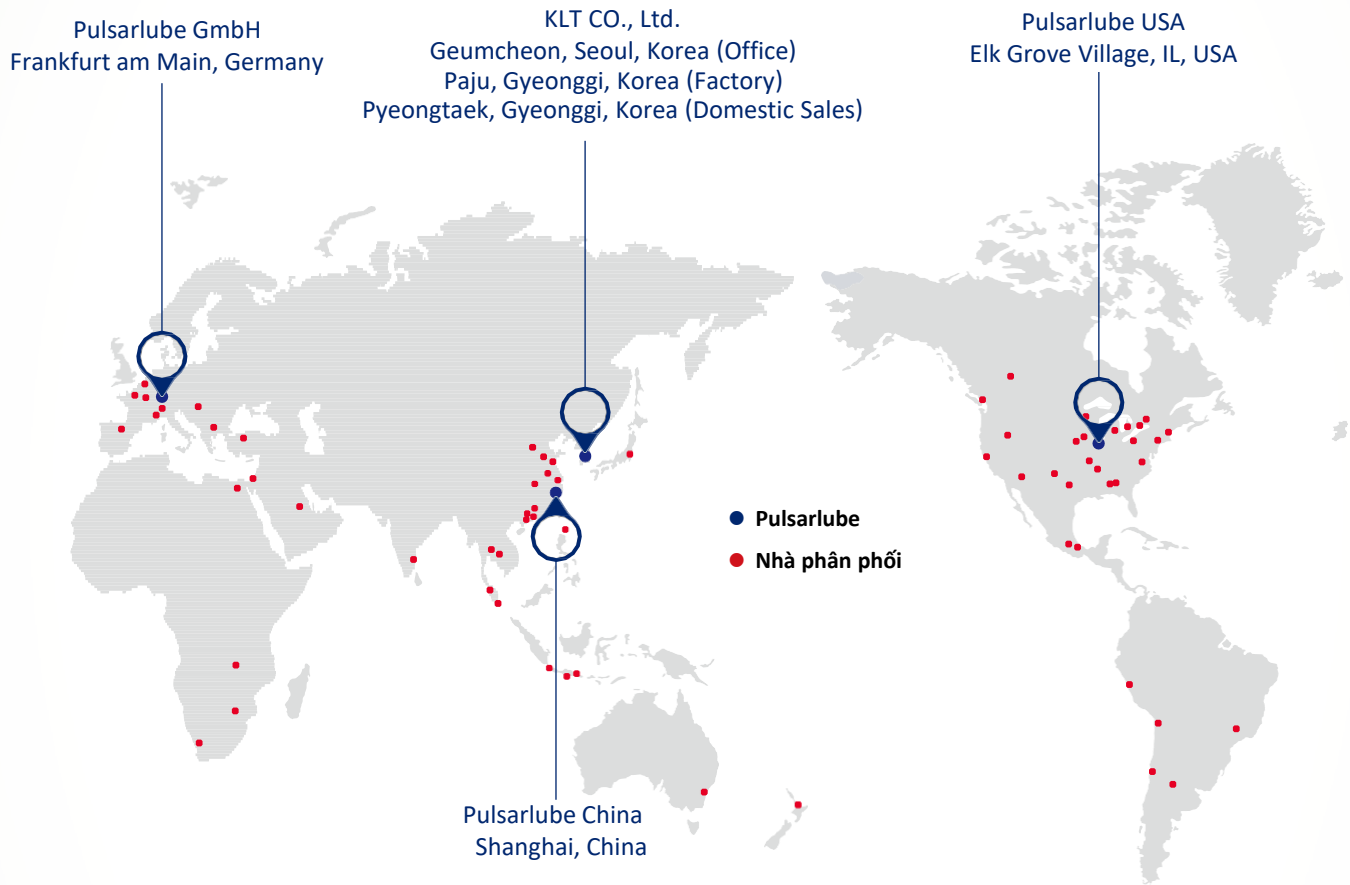 Pulsarlube GmbH
Frankfurt am Main, Germany
KLT CO., Ltd.
Geumcheon, Seoul, Korea (Office)
Paju, Gyeonggi, Korea (Factory)
Pyeongtaek, Gyeonggi, Korea (Domestic Sales)
Pulsarlube USA
Elk Grove Village, IL, USA
Pulsarlube
Nhà phân phối
Pulsarlube China
Shanghai, China